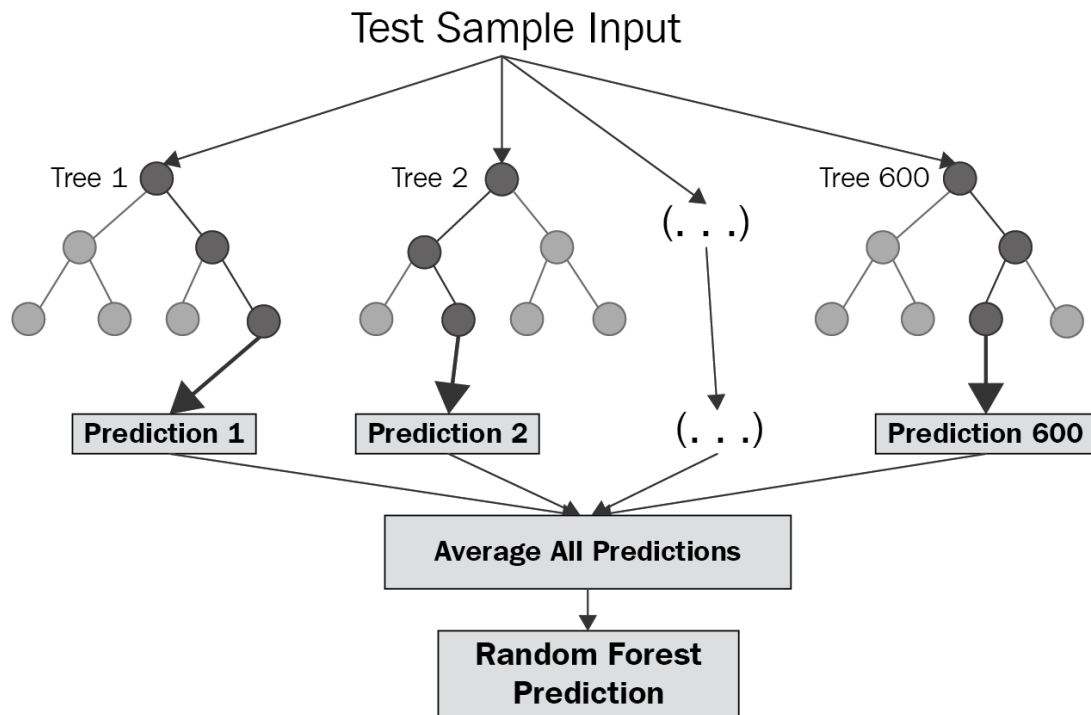 Test Sample Input
Tree 1
Tree 2
(. . .)
Tree 600
Prediction 1
Prediction 2
(. . .)
Prediction 600
Average All Predictions
Random Forest
Prediction